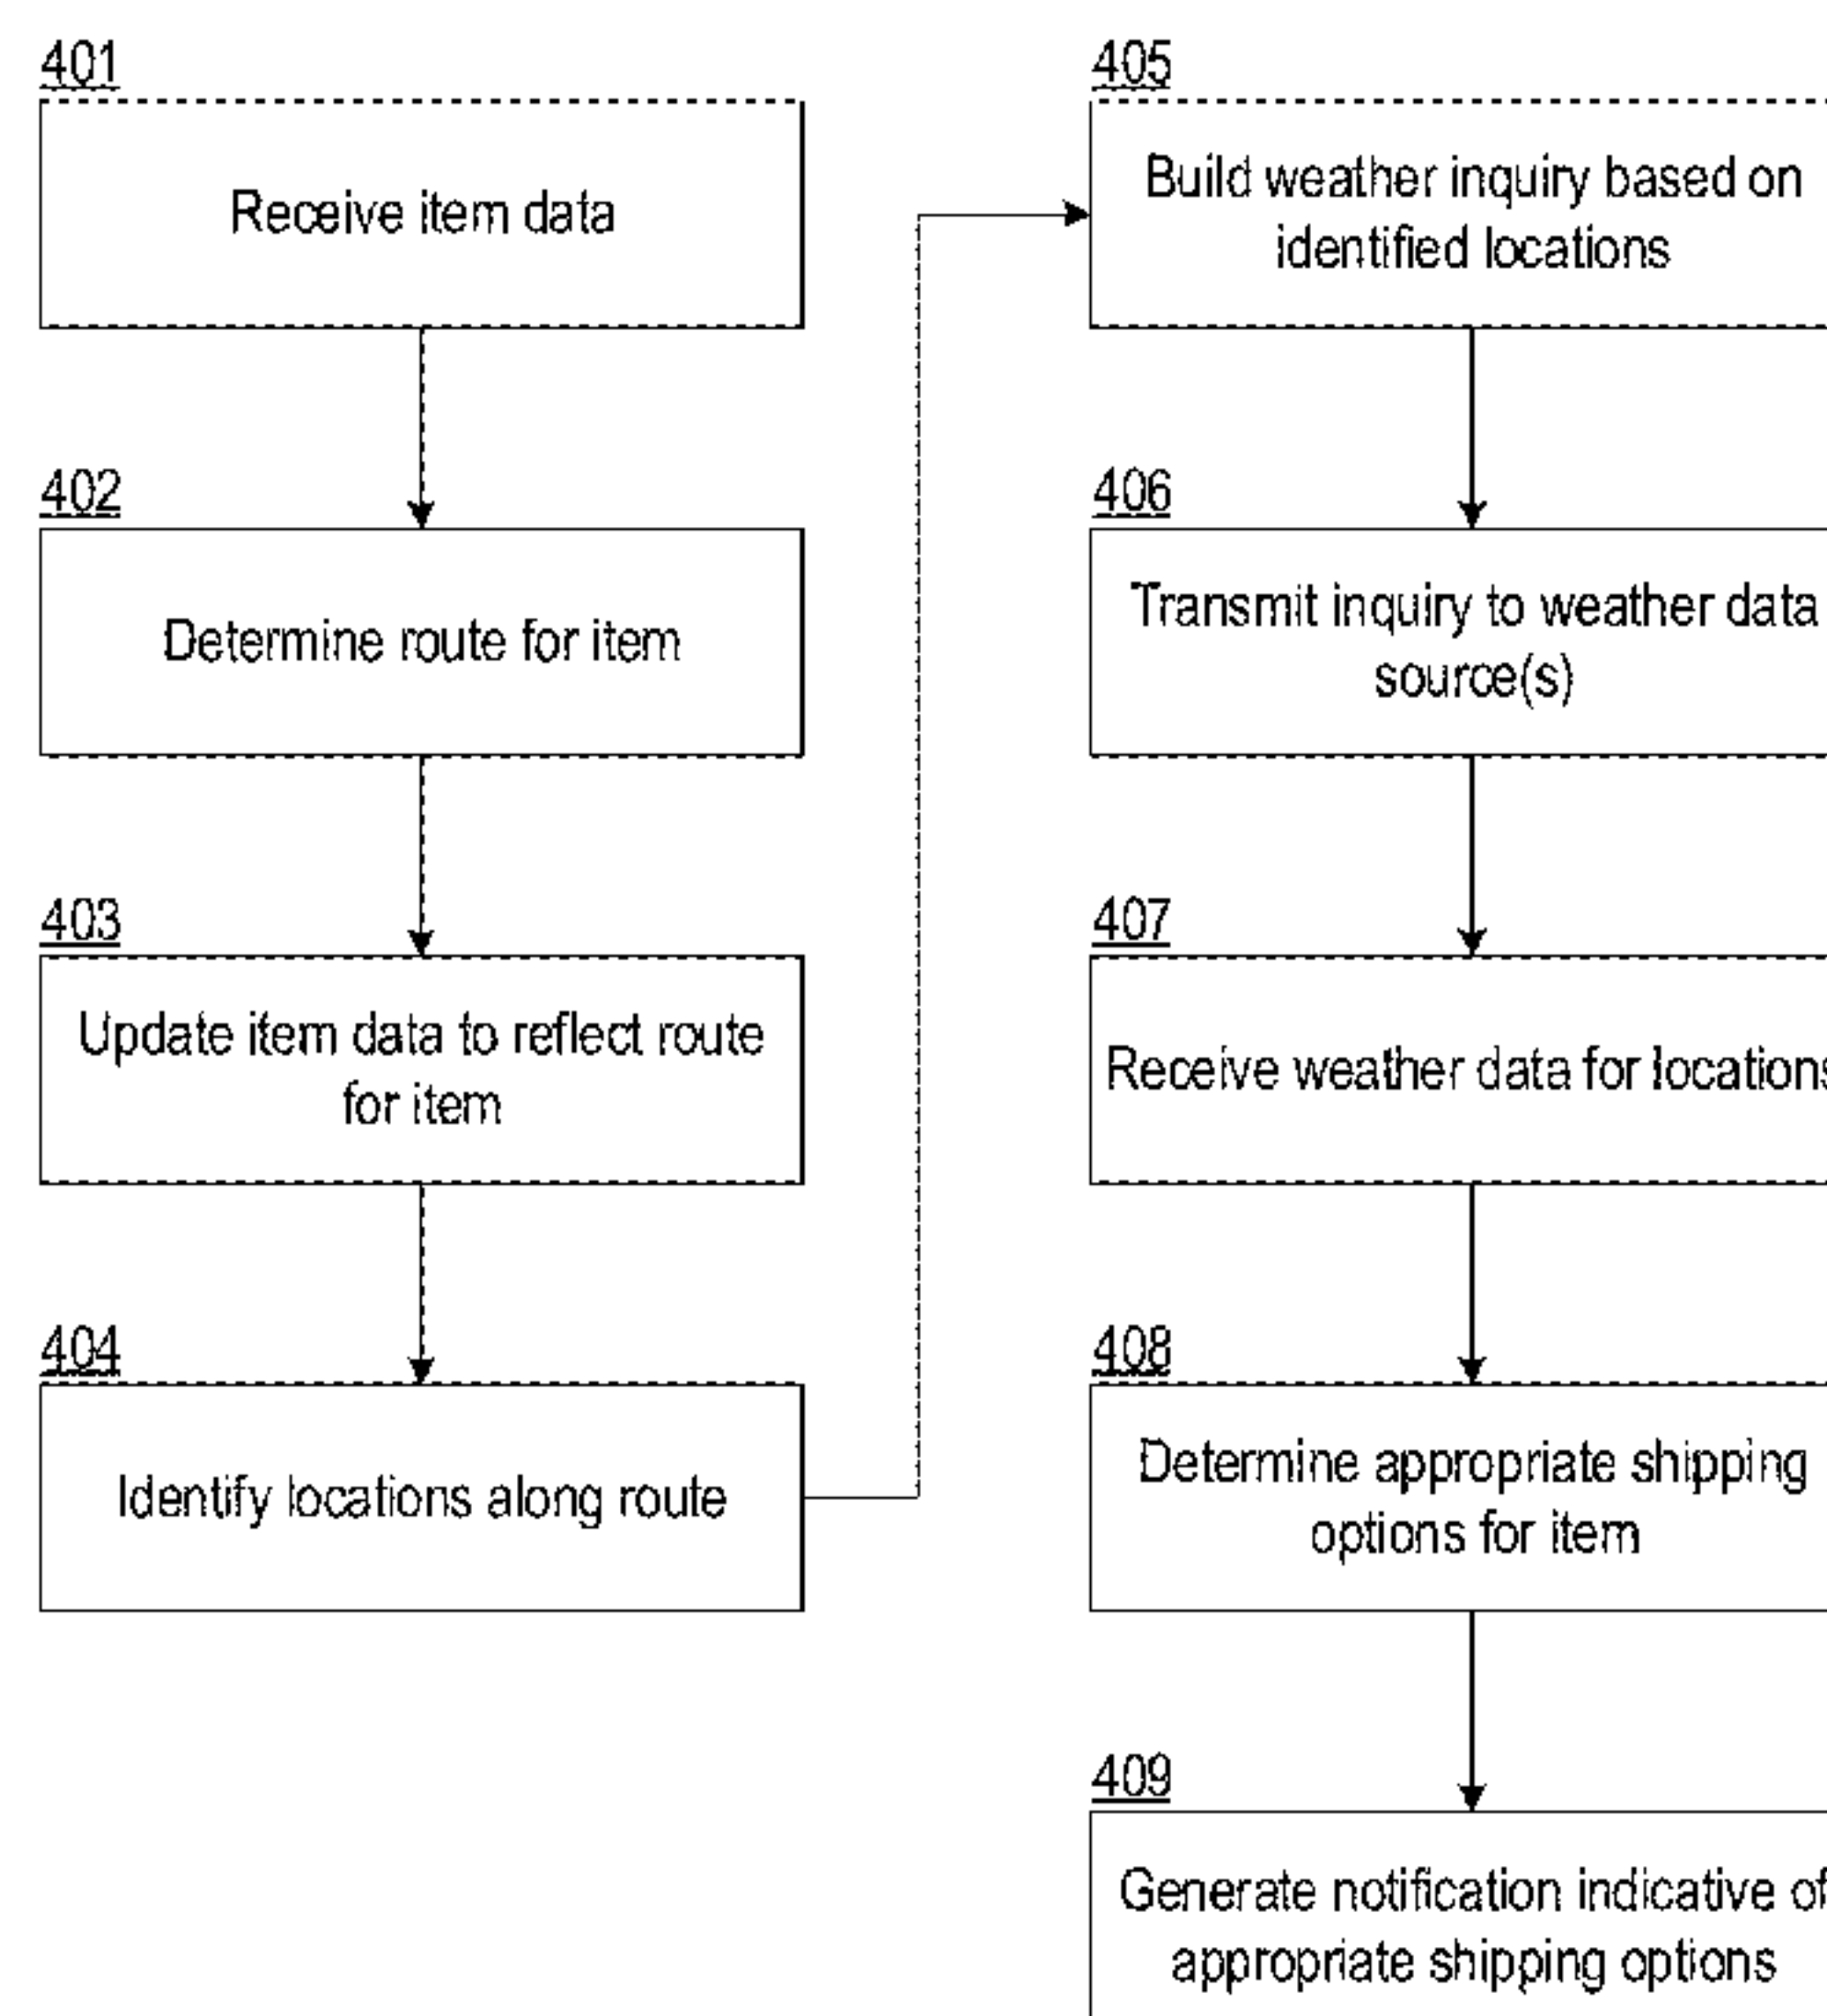 401
Receive item data
402
Determine route for item
403
Update item data to reflect route
for item
404
Identify locations along route
405
Build weather inquiry based on
identified locations
406
Transmit inquiry to weather data
source(s)
407
Receive weather data for locations
408
Determine appropriate shipping
options for item
409
Generate notification indicative of
appropriate shipping options